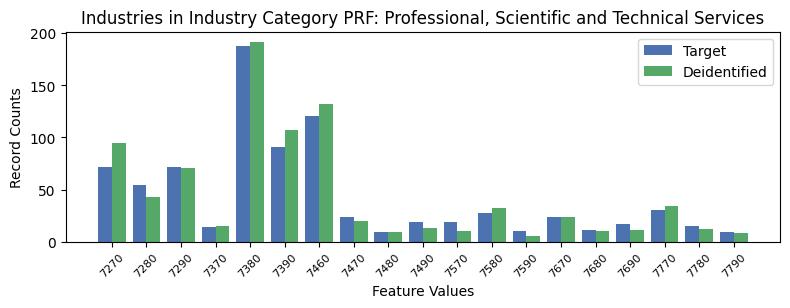 Industries in Industry Category PRF: Professional, Scientific and Technical Services
Target
Deidentified
Record Counts
200
150
100
50
0
7270 7280 7290 7370 7380 7390 7460 7470 7480 7490 7570 7580 7590 7670 7680 7690 7770 7780 7790
Feature Values